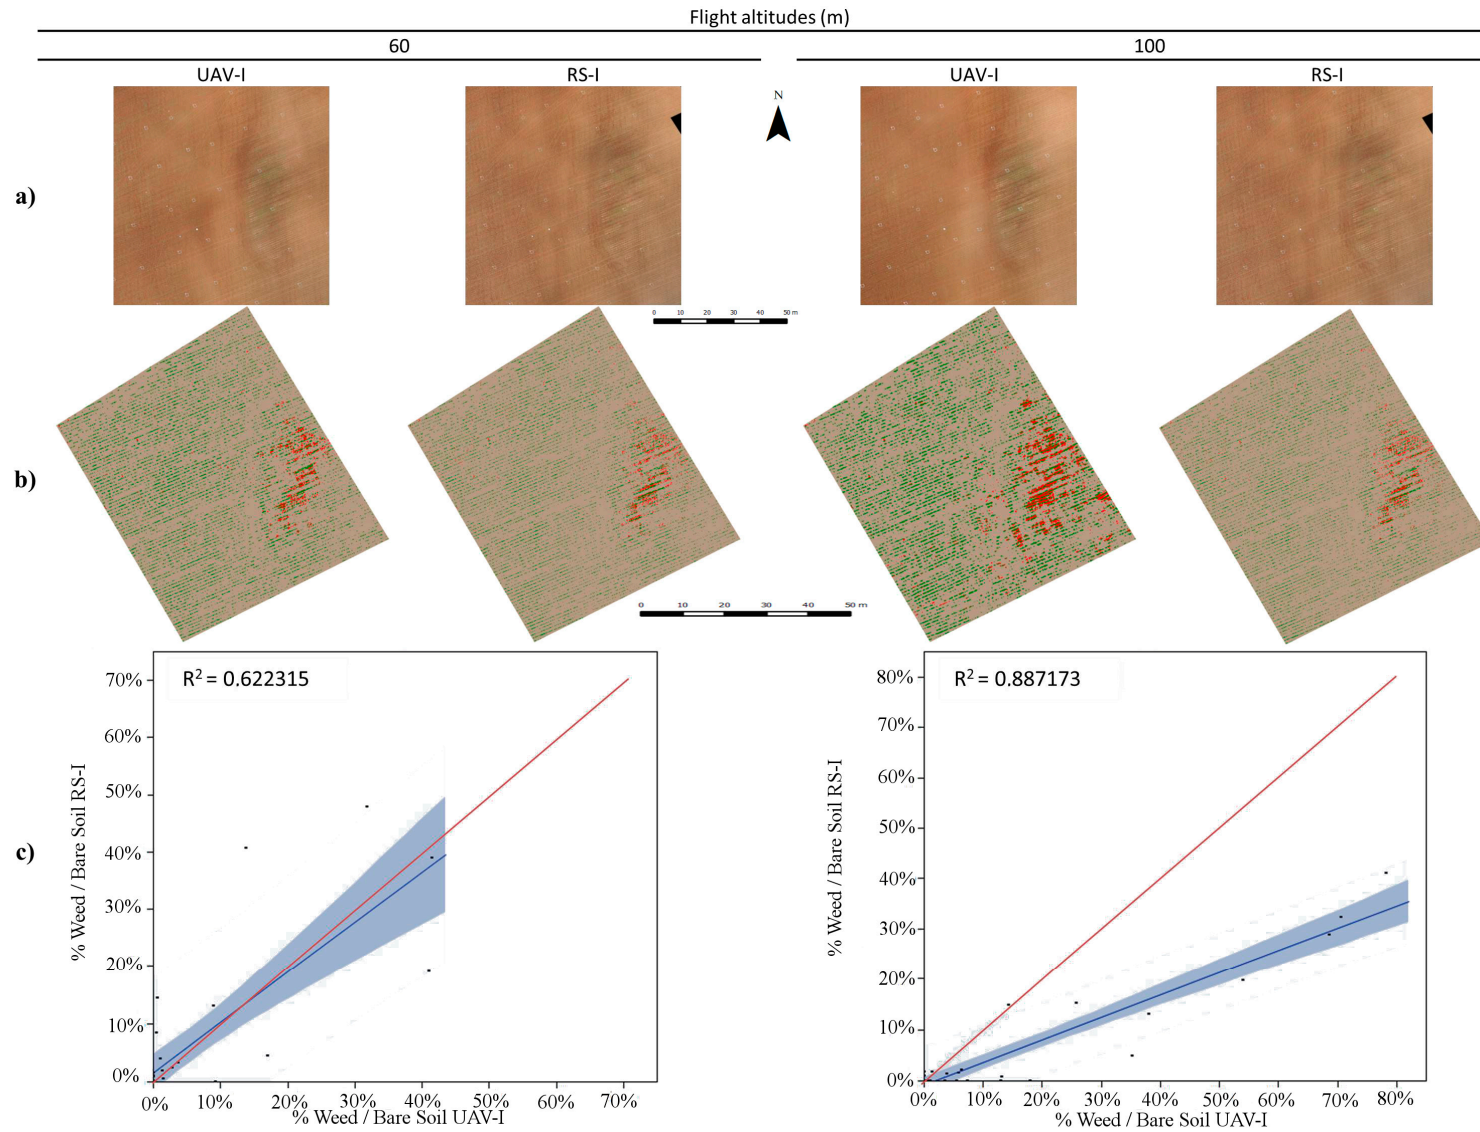 Flight altitudes (m)
60
100
UAV-I
RS-I
UAV-I
RS-I
N
a)
0 10 20 30 40 50 m
b)
0 10 20 30 40 50 m
c)
R² = 0.622315
70%
60%
50%
40%
30%
20%
10%
0%
% Weed / Bare Soil RS-I
0% 10% 20% 30% 40% 50% 60% 70%
% Weed / Bare Soil UAV-I
R² = 0.887173
80%
70%
60%
50%
40%
30%
20%
10%
0%
% Weed / Bare Soil RS-I
0% 10% 20% 30% 40% 50% 60% 70% 80%
% Weed / Bare Soil UAV-I